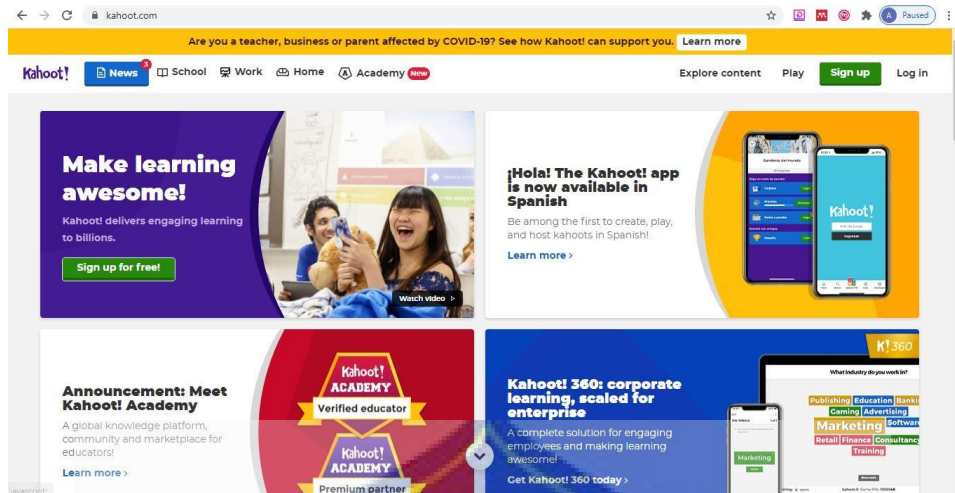 kahoot.com
Paused
Are you a teacher, business or parent affected by COVID-19? See how Kahoot! can support you. Learn more
Kahoot! News 3 School Work Home Academy New Explore content Play Sign up Log in
Make learning
awesome!
Kahoot! delivers engaging learning
to billions.
Sign up for free!
Watch video
¡Hola! The Kahoot! app
is now available in
Spanish
Be among the first to create, play,
and host kahoots in Spanish!
Learn more ›
Kahoot!
Announcement: Meet
Kahoot! Academy
A global knowledge platform,
community and marketplace for
educators!
Learn more ›
Kahoot!
ACADEMY
Verified educator
Kahoot!
ACADEMY
Premium partner
Kahoot! 360: corporate
learning, scaled for
enterprise
A complete solution for engaging
employees and making learning
awesome!
Get Kahoot! 360 today ›
K! 360
What industry do you work in?
Publishing Education
Gaming Advertising
Marketing Software
Retail Finance Consultancy
Training
Marketing